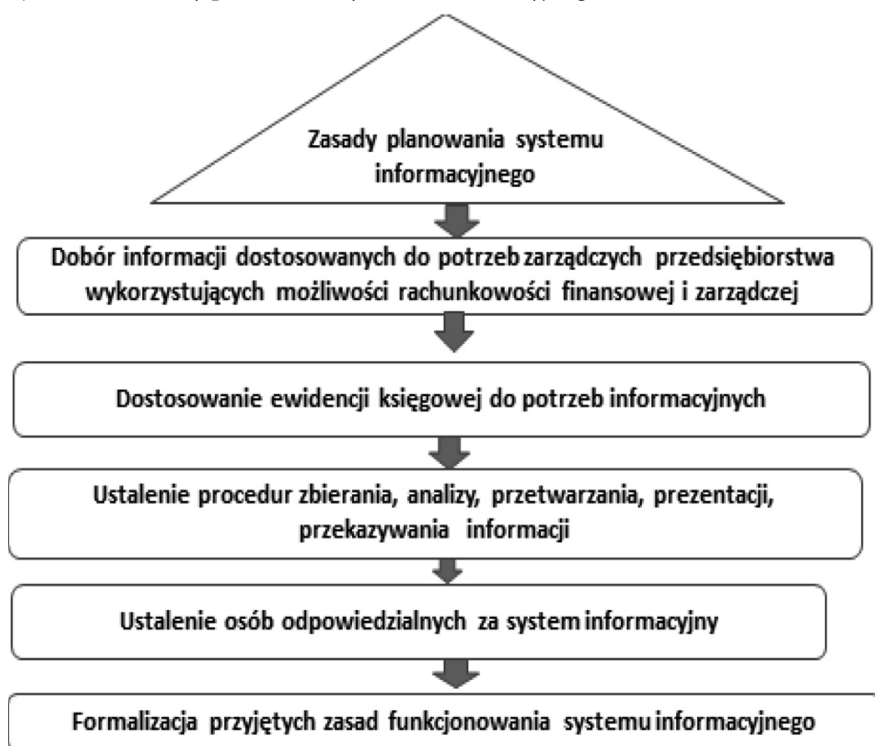 Zasady planowania systemu
informacyjnego
Dobór informacji dostosowanych do potrzeb zarządczych przedsiębiorstwa
wykorzystujących możliwości rachunkowości finansowej i zarządczej
Dostosowanie ewidencji księgowej do potrzeb informacyjnych
Ustalenie procedur zbierania, analizy, przetwarzania, prezentacji,
przekazywania informacji
Ustalenie osób odpowiedzialnych za system informacyjny
Formalizacja przyjętych zasad funkcjonowania systemu informacyjnego